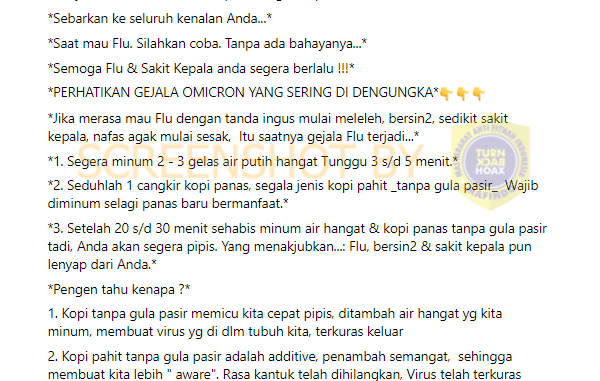 *Sebarkan ke seluruh kenalan Anda...*
*Saat mau Flu. Silahkan coba. Tanpa ada bahayanya...*
*Semoga Flu & Sakit Kepala anda segera berlalu !!!*
*PERHATIKAN GEJALA OMICRON YANG SERING DI DENGUNGKA*👇👇👇
*Jika merasa mau Flu dengan tanda ingus mulai meleleh, bersin2, sedikit sakit
kepala, nafas agak mulai sesak,  Itu saatnya gejala Flu terjadi...*
*1. Segera minum 2 - 3 gelas air putih hangat Tunggu 3 s/d 5 menit.*
*2. Seduhlah 1 cangkir kopi panas, segala jenis kopi pahit _tanpa gula pasir_  Wajib
diminum selagi panas baru bermanfaat.*
*3. Setelah 20 s/d 30 menit sehabis minum air hangat & kopi panas tanpa gula pasir
tadi, Anda akan segera pipis. Yang menakjubkan...: Flu, bersin2 & sakit kepala pun
lenyap dari Anda.*
*Pengen tahu kenapa ?*
1. Kopi tanpa gula pasir memicu kita cepat pipis, ditambah air hangat yg kita
minum, membuat virus yg di dlm tubuh kita, terkuras keluar
2. Kopi pahit tanpa gula pasir adalah additive, penambah semangat,  sehingga
membuat kita lebih " aware". Rasa kantuk telah dihilangkan, Virus telah terkuras
SCREENSHOT BY
MASYARAKAT ANTI FITNAH INDONESIA
TURN
BACK
HOAX
MAFINDO